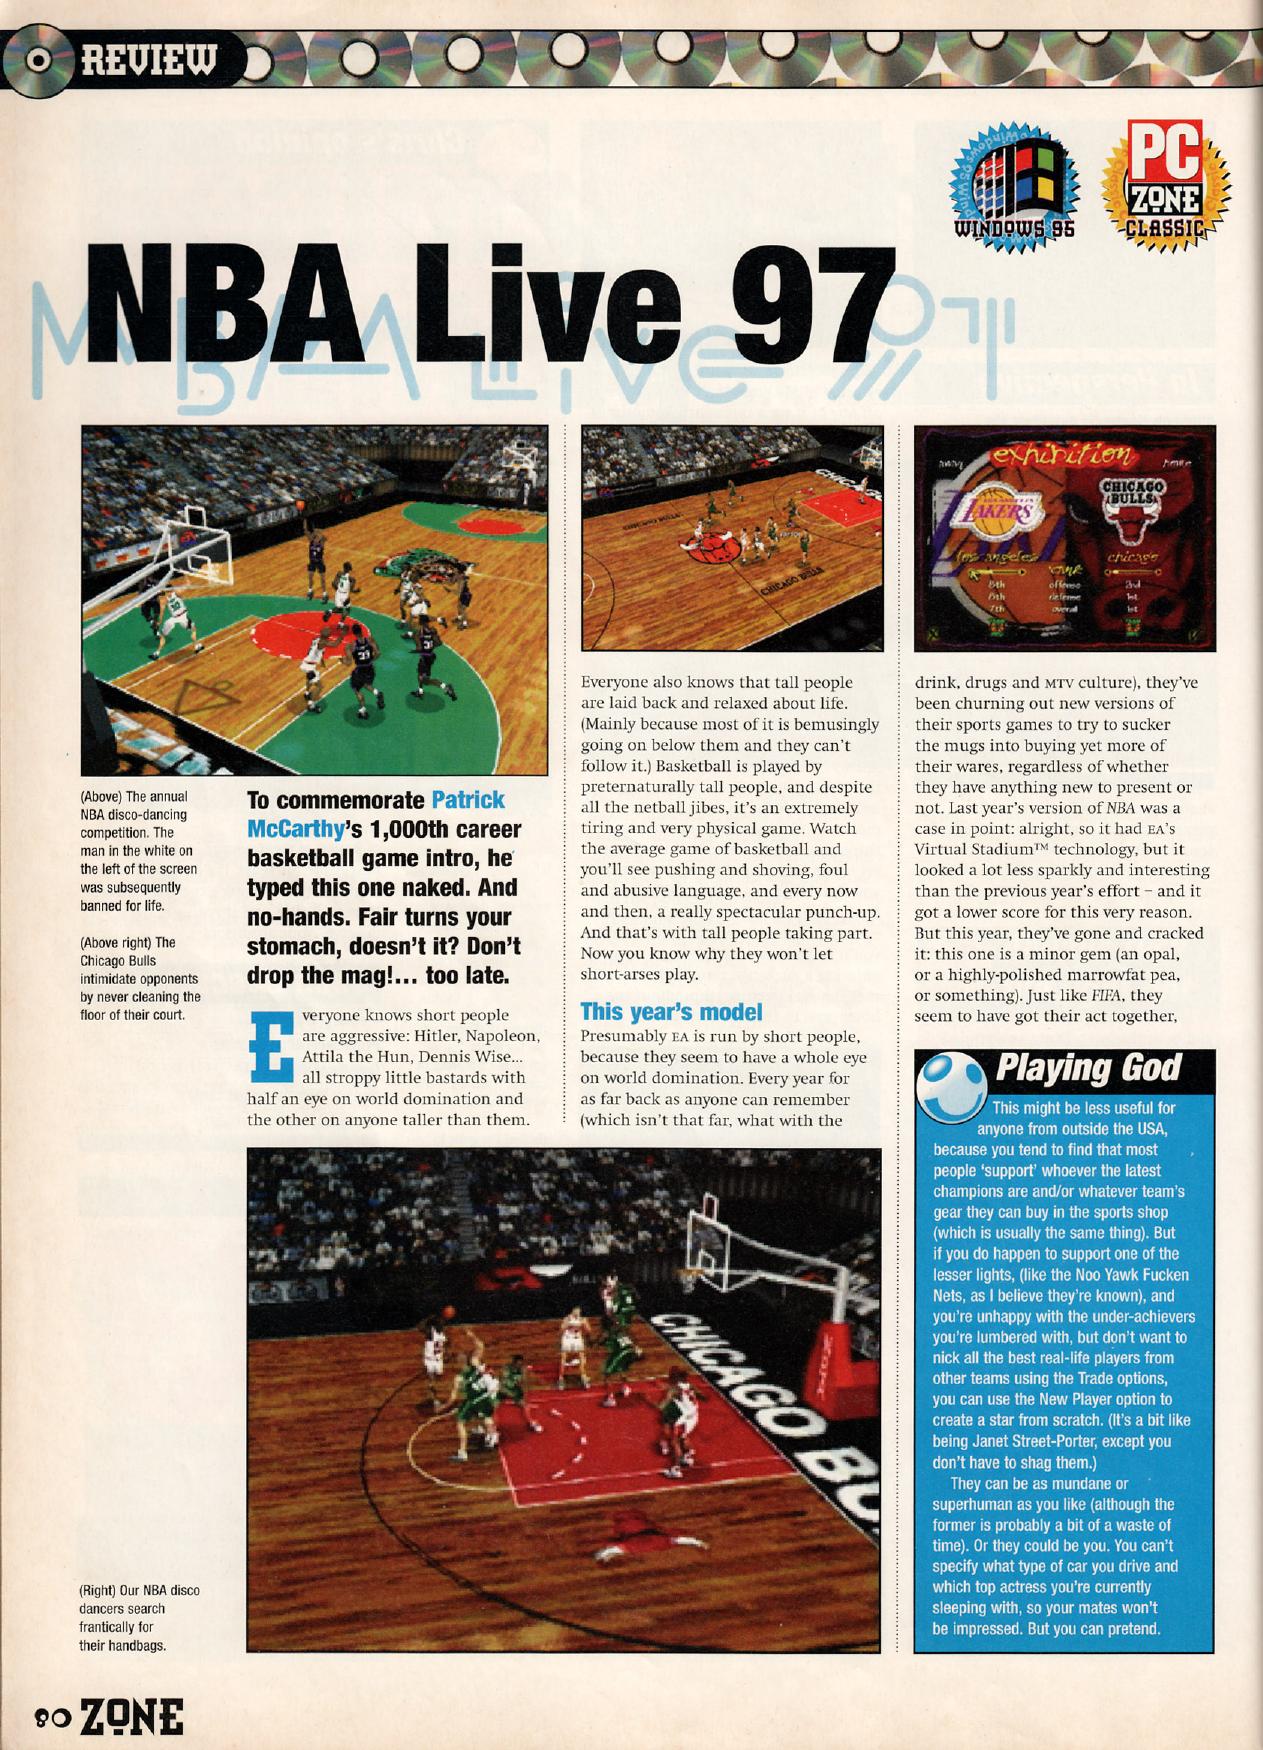 REVIEW
WINDOWS 95
PC
ZONE
CLASSIC
NBA Live 97
exhibition
away
home
LOS ANGELES
LAKERS
CHICAGO
BULLS
los angeles
chicago
rank
8th offense 2nd
6th defense 1st
7th overall 1st
(Above) The annual
NBA disco-dancing
competition. The
man in the white on
the left of the screen
was subsequently
banned for life.
(Above right) The
Chicago Bulls
intimidate opponents
by never cleaning the
floor of their court.
To commemorate Patrick
McCarthy's 1,000th career
basketball game intro, he
typed this one naked. And
no-hands. Fair turns your
stomach, doesn't it? Don't
drop the mag!... too late.
Everyone knows short people
are aggressive: Hitler, Napoleon,
Attila the Hun, Dennis Wise...
all stroppy little bastards with
half an eye on world domination and
the other on anyone taller than them.
Everyone also knows that tall people
are laid back and relaxed about life.
(Mainly because most of it is bemusingly
going on below them and they can't
follow it.) Basketball is played by
preternaturally tall people, and despite
all the netball jibes, it's an extremely
tiring and very physical game. Watch
the average game of basketball and
you'll see pushing and shoving, foul
and abusive language, and every now
and then, a really spectacular punch-up.
And that's with tall people taking part.
Now you know why they won't let
short-arses play.
This year's model
Presumably EA is run by short people,
because they seem to have a whole eye
on world domination. Every year for
as far back as anyone can remember
(which isn't that far, what with the
drink, drugs and MTV culture), they've
been churning out new versions of
their sports games to try to sucker
the mugs into buying yet more of
their wares, regardless of whether
they have anything new to present or
not. Last year's version of NBA was a
case in point: alright, so it had EA's
Virtual Stadium™ technology, but it
looked a lot less sparkly and interesting
than the previous year's effort – and it
got a lower score for this very reason.
But this year, they've gone and cracked
it: this one is a minor gem (an opal,
or a highly-polished marrowfat pea,
or something). Just like FIFA, they
seem to have got their act together,
CHICAGO BULLS
CHICAGO BU
Playing God
This might be less useful for
anyone from outside the USA,
because you tend to find that most
people 'support' whoever the latest
champions are and/or whatever team's
gear they can buy in the sports shop
(which is usually the same thing). But
if you do happen to support one of the
lesser lights, (like the Noo Yawk Fucken
Nets, as I believe they're known), and
you're unhappy with the under-achievers
you're lumbered with, but don't want to
nick all the best real-life players from
other teams using the Trade options,
you can use the New Player option to
create a star from scratch. (It's a bit like
being Janet Street-Porter, except you
don't have to shag them.)
They can be as mundane or
superhuman as you like (although the
former is probably a bit of a waste of
time). Or they could be you. You can't
specify what type of car you drive and
which top actress you're currently
sleeping with, so your mates won't
be impressed. But you can pretend.
(Right) Our NBA disco
dancers search
frantically for
their handbags.
80 ZONE